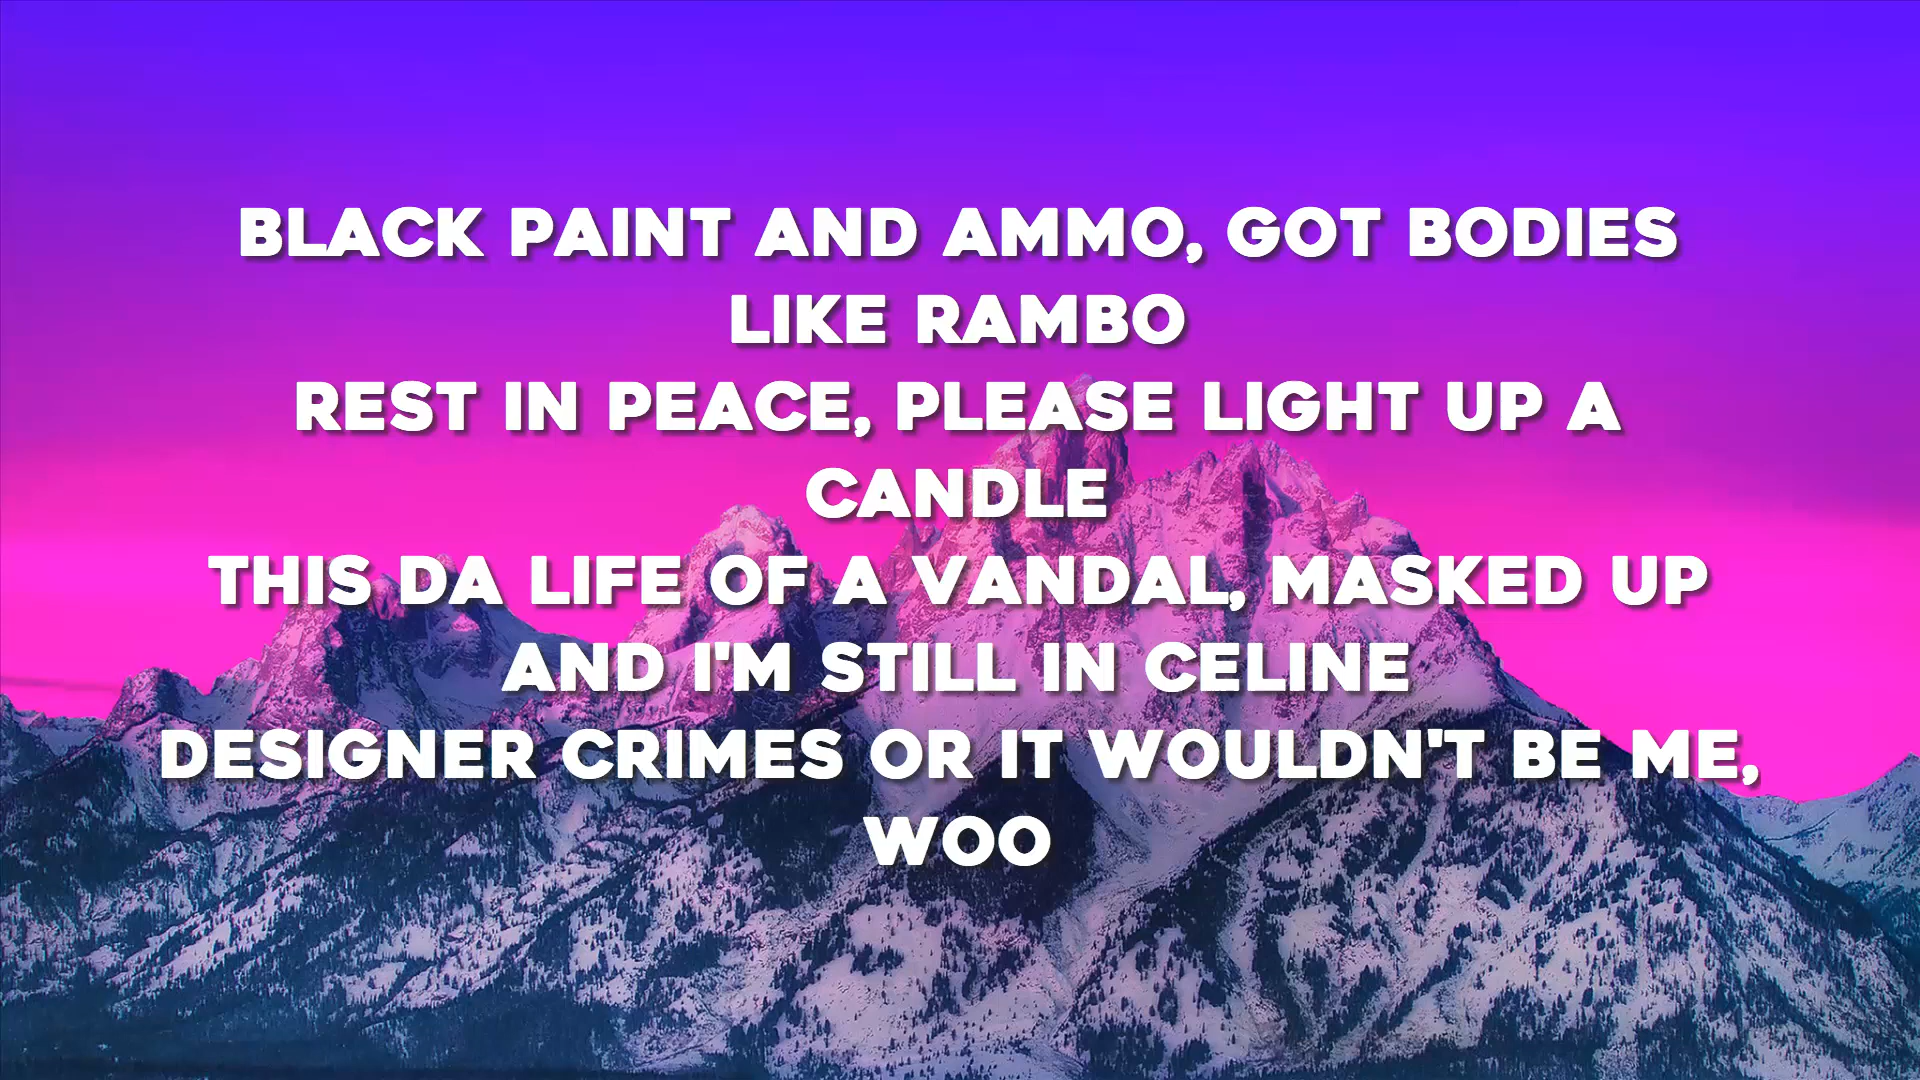 BLACK PAINT AND AMMO, GOT BODIES
LIKE RAMBO
REST IN PEACE, PLEASE LIGHT UP A
CANDLE
THIS DA LIFE OF A VANDAL, MASKED UP
AND I'M STILL IN CELINE
DESIGNER CRIMES OR IT WOULDN'T BE ME,
WOO